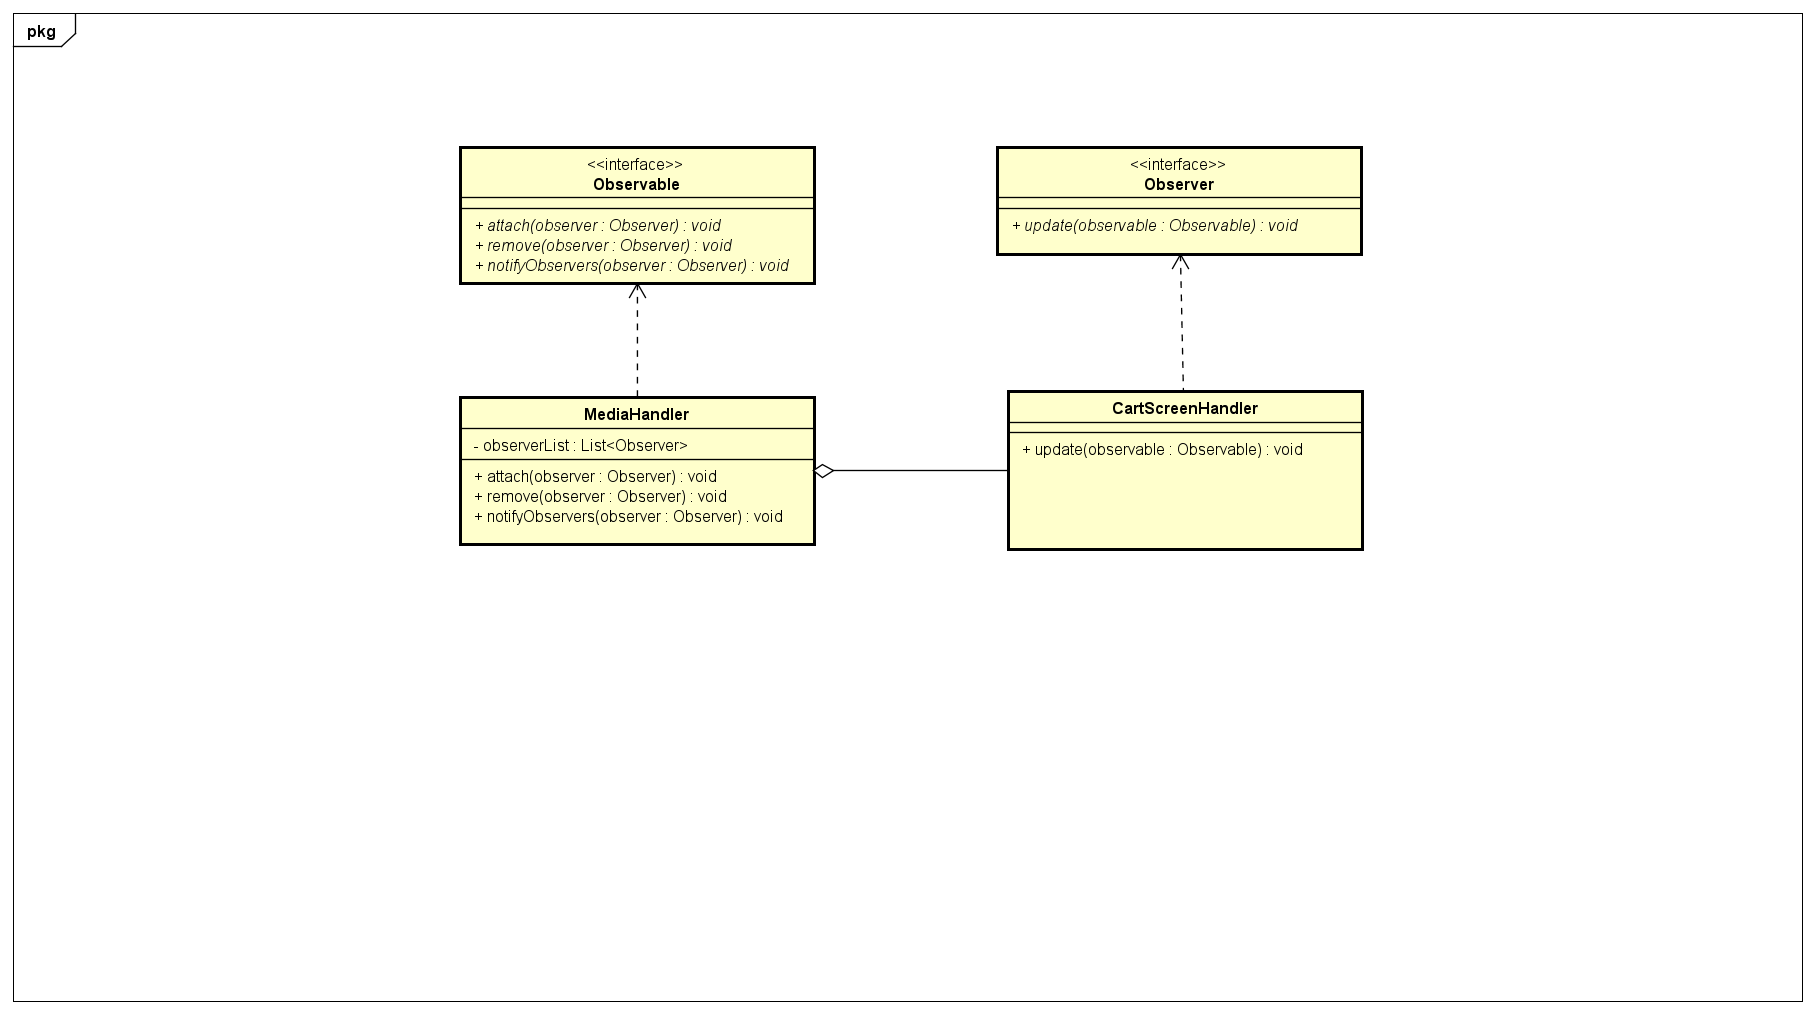 pkg
<<interface>>
Observable
+ attach(observer : Observer) : void
+ remove(observer : Observer) : void
+ notifyObservers(observer : Observer) : void
<<interface>>
Observer
+ update(observable : Observable) : void
MediaHandler
- observerList : List<Observer>
+ attach(observer : Observer) : void
+ remove(observer : Observer) : void
+ notifyObservers(observer : Observer) : void
CartScreenHandler
+ update(observable : Observable) : void